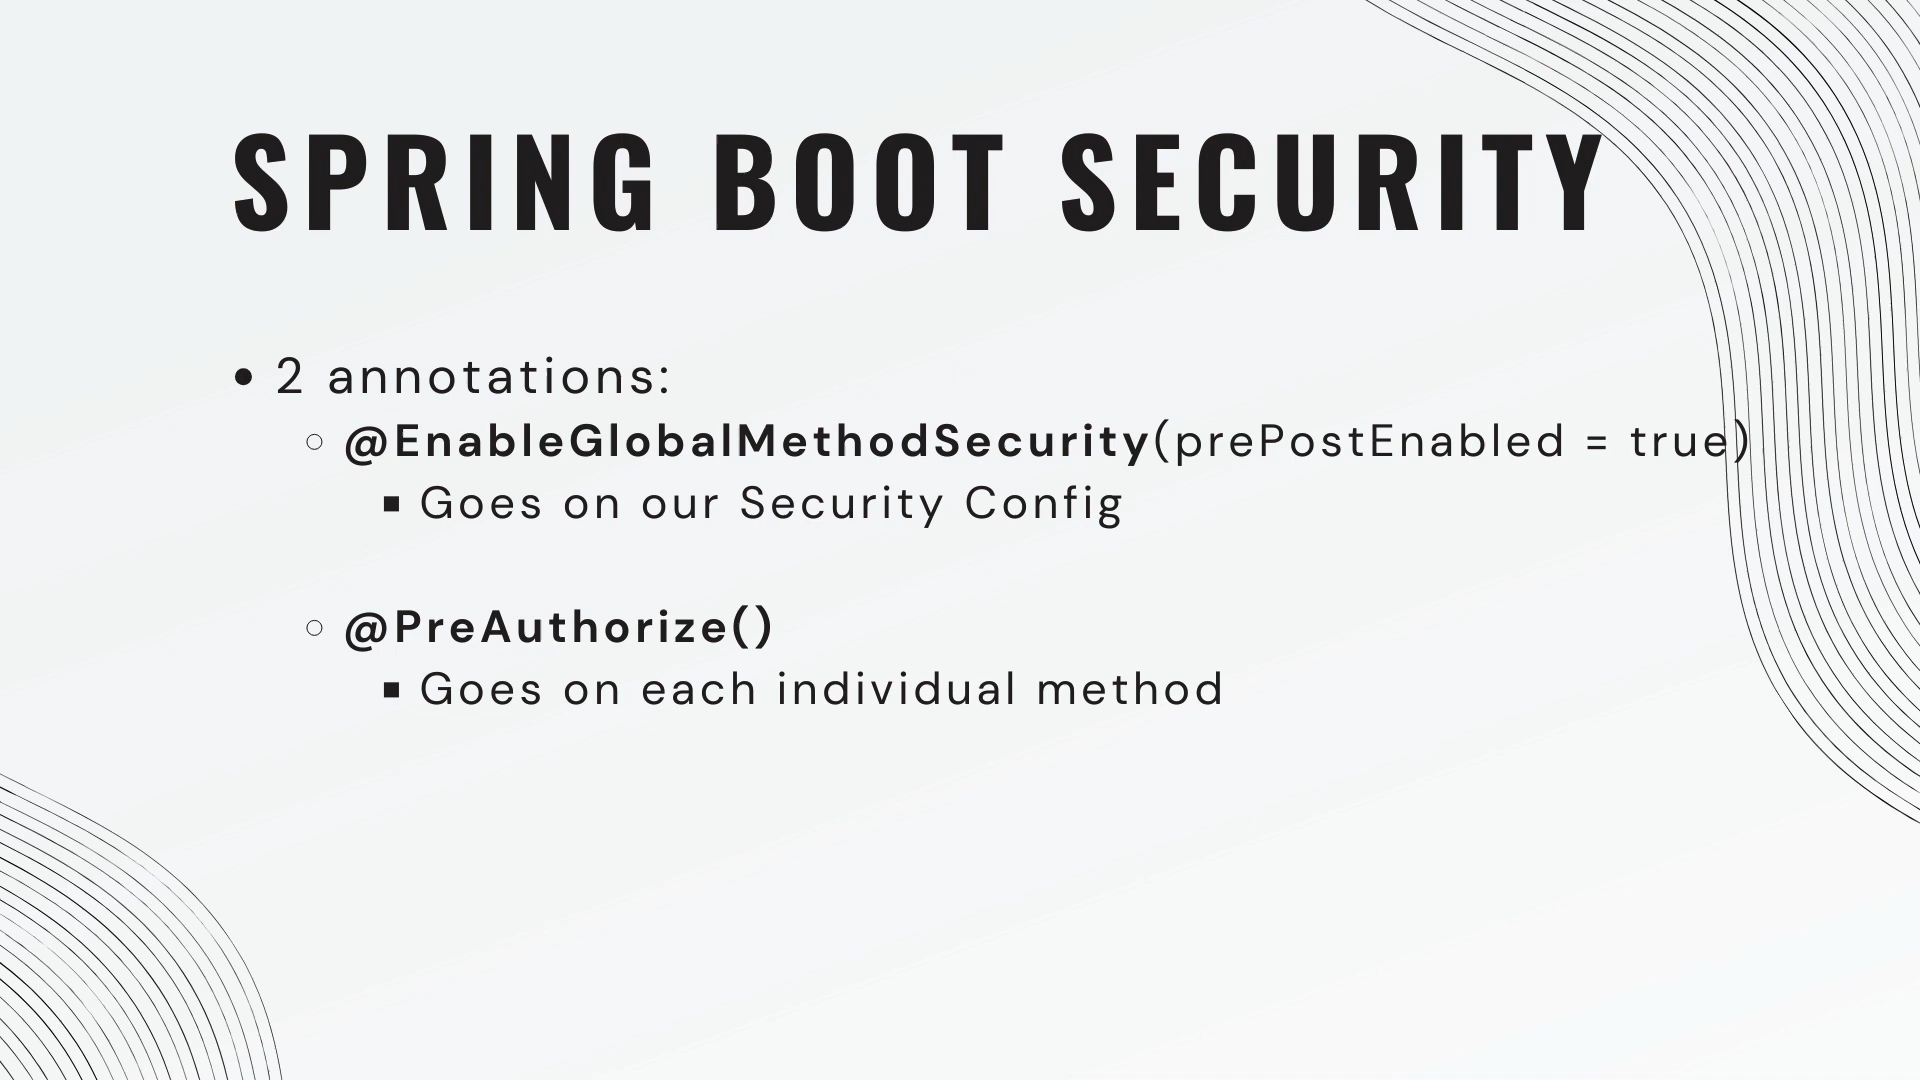 SPRING BOOT SECURITY
• 2 annotations:
○ @EnableGlobalMethodSecurity(prePostEnabled = true)
▪ Goes on our Security Config
○ @PreAuthorize()
▪ Goes on each individual method